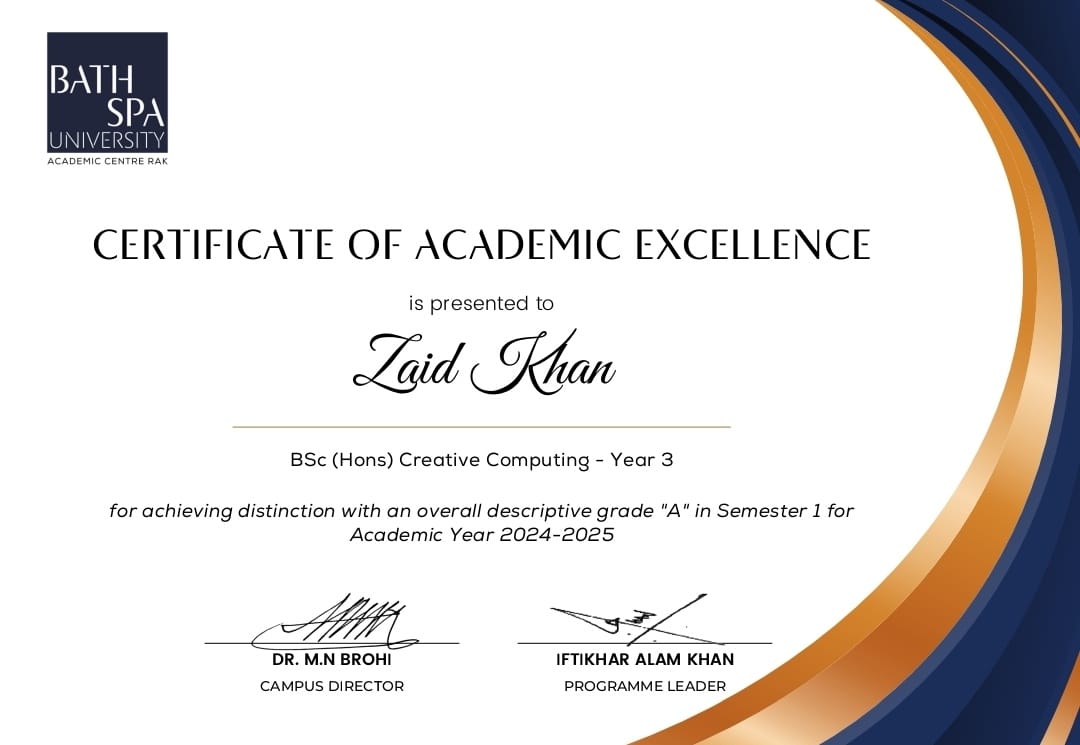 BATH
SPA
UNIVERSITY
ACADEMIC CENTRE RAK
CERTIFICATE OF ACADEMIC EXCELLENCE
is presented to
Zaid Khan
BSc (Hons) Creative Computing - Year 3
for achieving distinction with an overall descriptive grade "A" in Semester 1 for
Academic Year 2024-2025
DR. M.N BROHI
IFTIKHAR ALAM KHAN
CAMPUS DIRECTOR
PROGRAMME LEADER